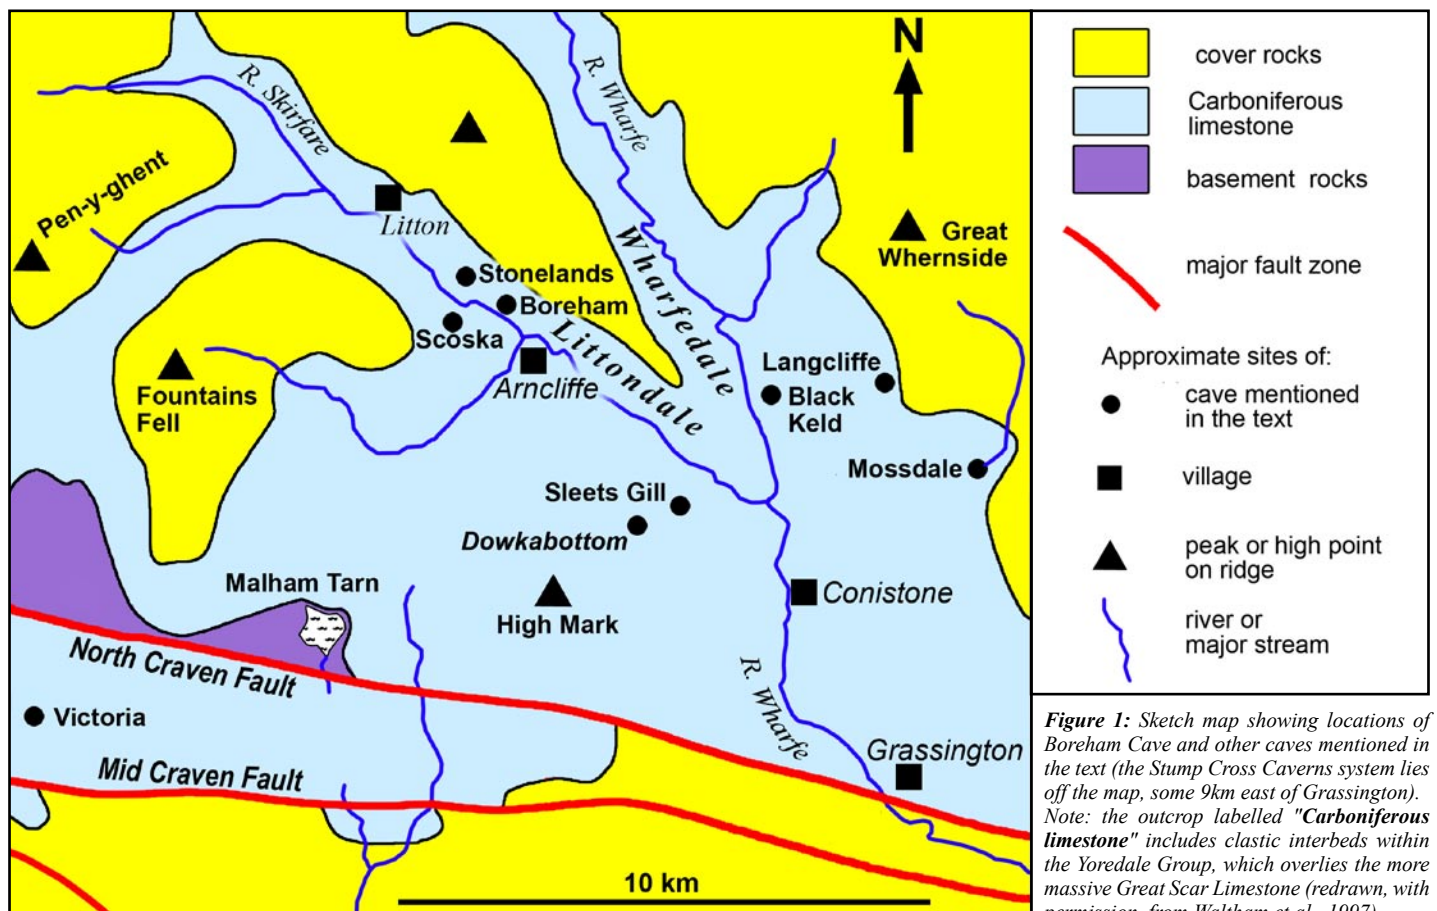 N
R. Skirfare
R. Wharfe
Pen-y-ghent
Litton
Great
Whernside
Wharfedale
Stonelands
Boreham
Scoska
Littondale
Arncliffe
Langcliffe
Black
Keld
Fountains
Fell
Mossdale
Sleets Gill
Dowkabottom
Malham Tarn
High Mark
Conistone
North Craven Fault
R. Wharfe
Victoria
Grassington
Mid Craven Fault
10 km
cover rocks
Carboniferous
limestone
basement rocks
major fault zone
Approximate sites of:
cave mentioned
in the text
village
peak or high point
on ridge
river or
major stream
Figure 1: Sketch map showing locations of
Boreham Cave and other caves mentioned in
the text (the Stump Cross Caverns system lies
off the map, some 9km east of Grassington).
Note: the outcrop labelled "Carboniferous
limestone" includes clastic interbeds within
the Yoredale Group, which overlies the more
massive Great Scar Limestone (redrawn, with
permission, from Waltham et al., 1997)